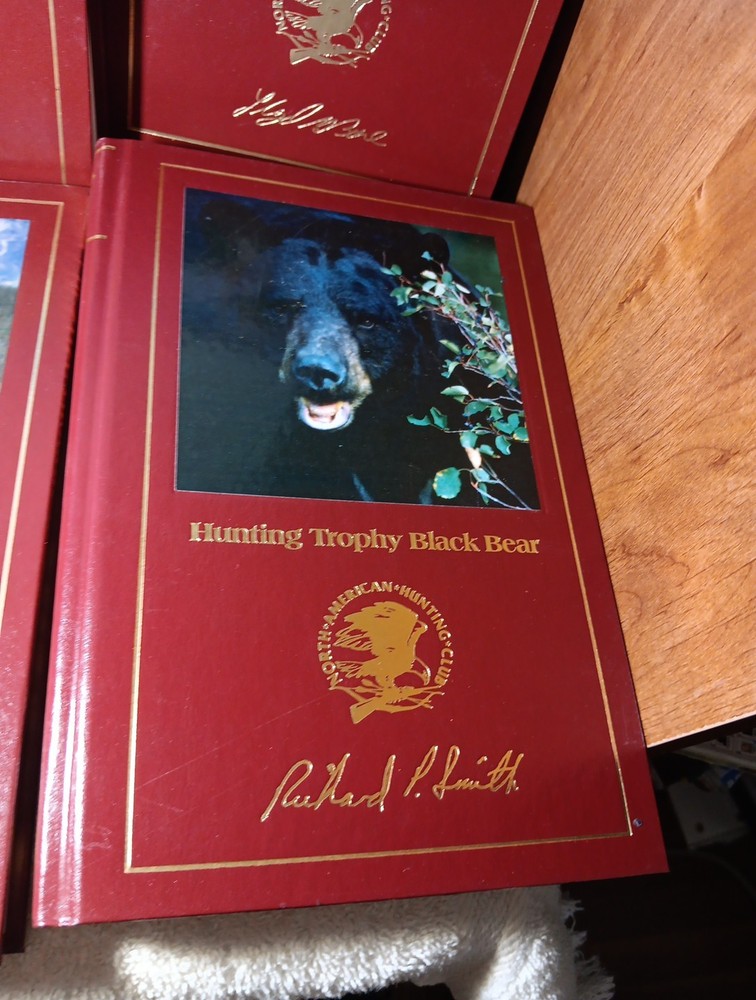 Hunting Trophy Black Bear
NORTH•AMERICAN•HUNTING•CLUB
Richard P. Smith